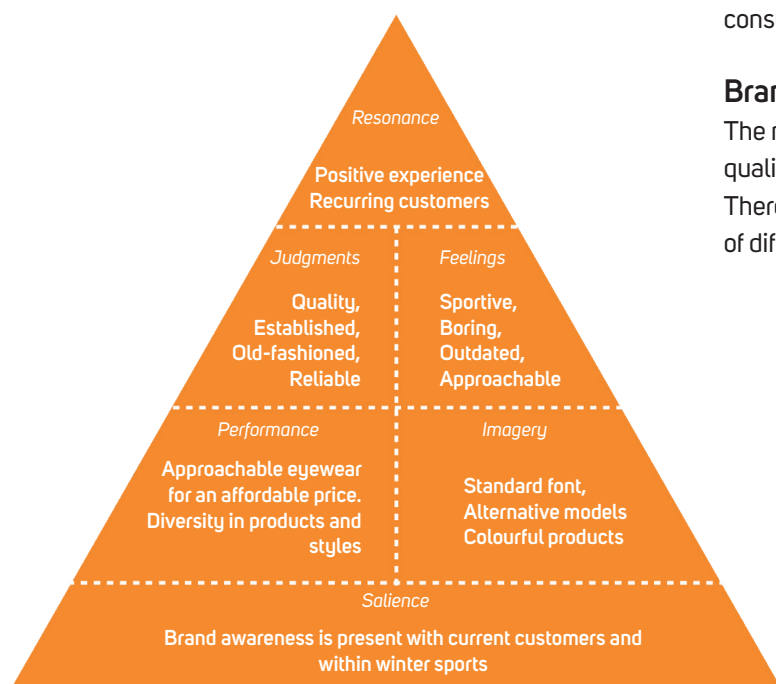 Resonance
Positive experience
Recurring customers
Judgments
Quality,
Established,
Old-fashioned,
Reliable
Feelings
Sportive,
Boring,
Outdated,
Approachable
Performance
Approachable eyewear
for an affordable price.
Diversity in products and
styles
Imagery
Standard font,
Alternative models
Colourful products
Salience
Brand awareness is present with current customers and
within winter sports
cons
Bran
The
quali
There
of dif